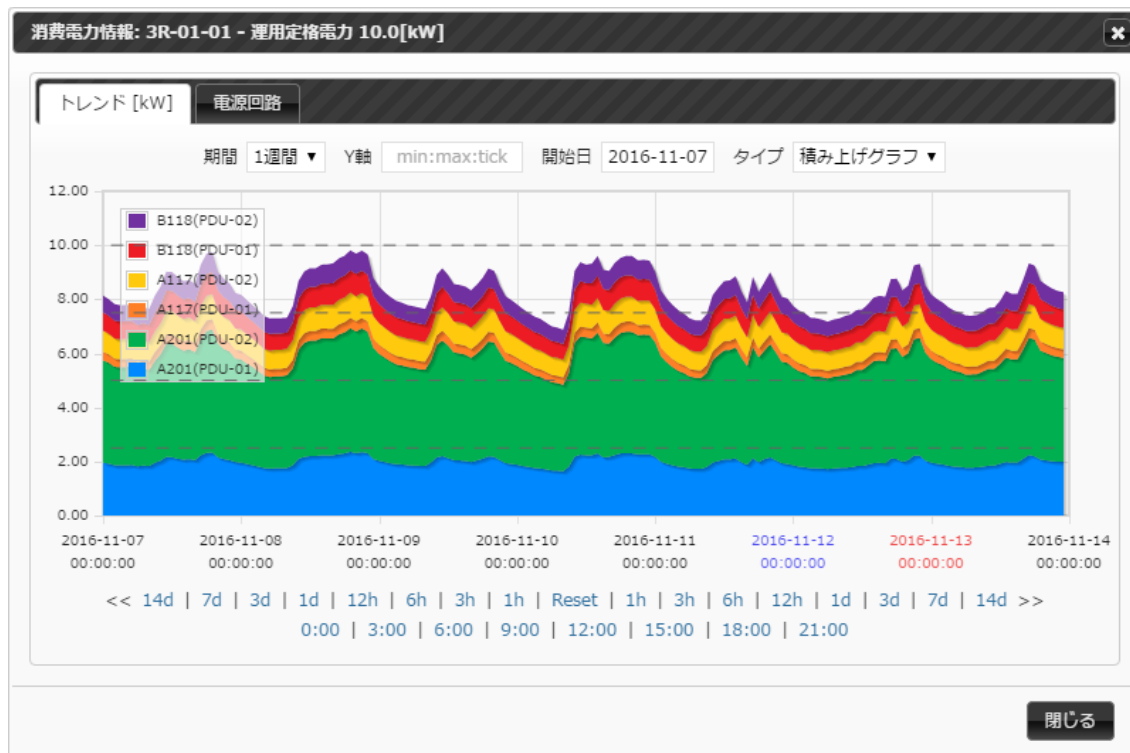 消費電力情報: 3R-01-01 - 運用定格電力 10.0[kW]
トレンド [kW] 電源回路
期間 1週間 ▼ Y軸 min:max:tick 開始日 2016-11-07 タイプ 積み上げグラフ ▼
12.00
10.00
8.00
6.00
4.00
2.00
0.00
B118(PDU-02)
B118(PDU-01)
A117(PDU-02)
A117(PDU-01)
A201(PDU-02)
A201(PDU-01)
2016-11-07 2016-11-08 2016-11-09 2016-11-10 2016-11-11 2016-11-12 2016-11-13 2016-11-14
00:00:00 00:00:00 00:00:00 00:00:00 00:00:00 00:00:00 00:00:00 00:00:00
<< 14d | 7d | 3d | 1d | 12h | 6h | 3h | 1h | Reset | 1h | 3h | 6h | 12h | 1d | 3d | 7d | 14d >>
0:00 | 3:00 | 6:00 | 9:00 | 12:00 | 15:00 | 18:00 | 21:00
閉じる